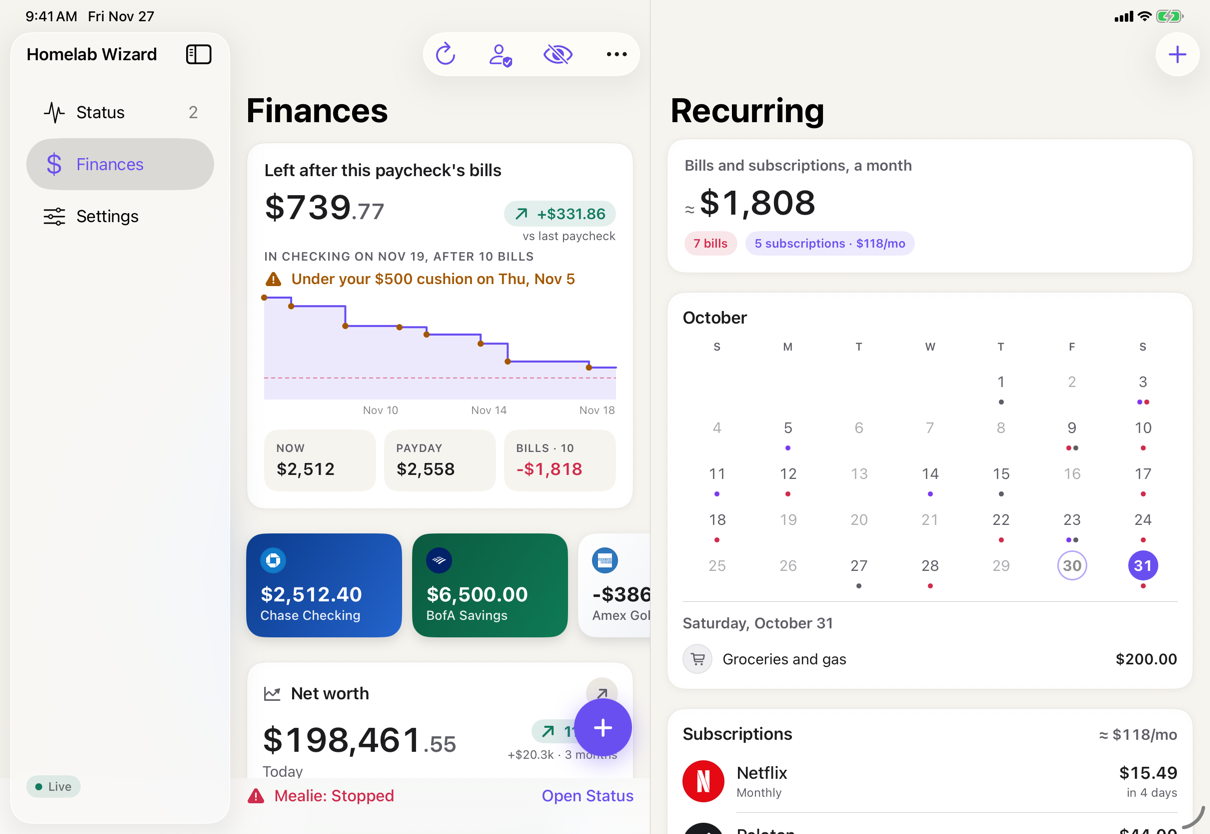 9:41 AM Fri Nov 27
Homelab Wizard
Status 2
Finances
Settings
Live
Finances
Left after this paycheck's bills
$739.77
+$331.86
vs last paycheck
IN CHECKING ON NOV 19, AFTER 10 BILLS
Under your $500 cushion on Thu, Nov 5
Nov 10 Nov 14 Nov 18
NOW PAYDAY BILLS · 10
$2,512 $2,558 -$1,818
$2,512.40
Chase Checking
$6,500.00
BofA Savings
-$386
Amex Gol
Net worth
$198,461.55
+$20.3k · 3 months
Today
Mealie: Stopped Open Status
Recurring
Bills and subscriptions, a month
≈ $1,808
7 bills 5 subscriptions · $118/mo
October
S M T W T F S
1 2 3
4 5 6 7 8 9 10
11 12 13 14 15 16 17
18 19 20 21 22 23 24
25 26 27 28 29 30 31
Saturday, October 31
Groceries and gas $200.00
Subscriptions ≈ $118/mo
Netflix $15.49
Monthly in 4 days
Peloton $44.00